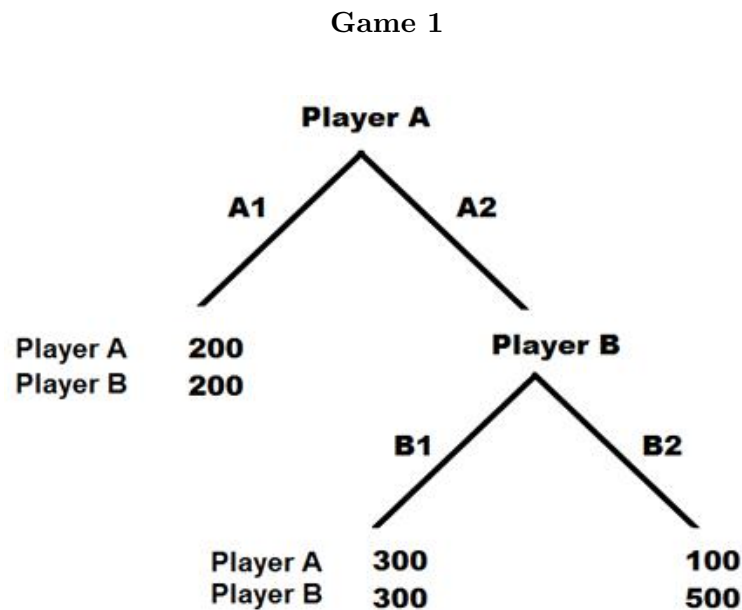 Game 1
Player A
A1 A2
Player A 200
Player B 200
Player B
B1 B2
Player A 300 100
Player B 300 500